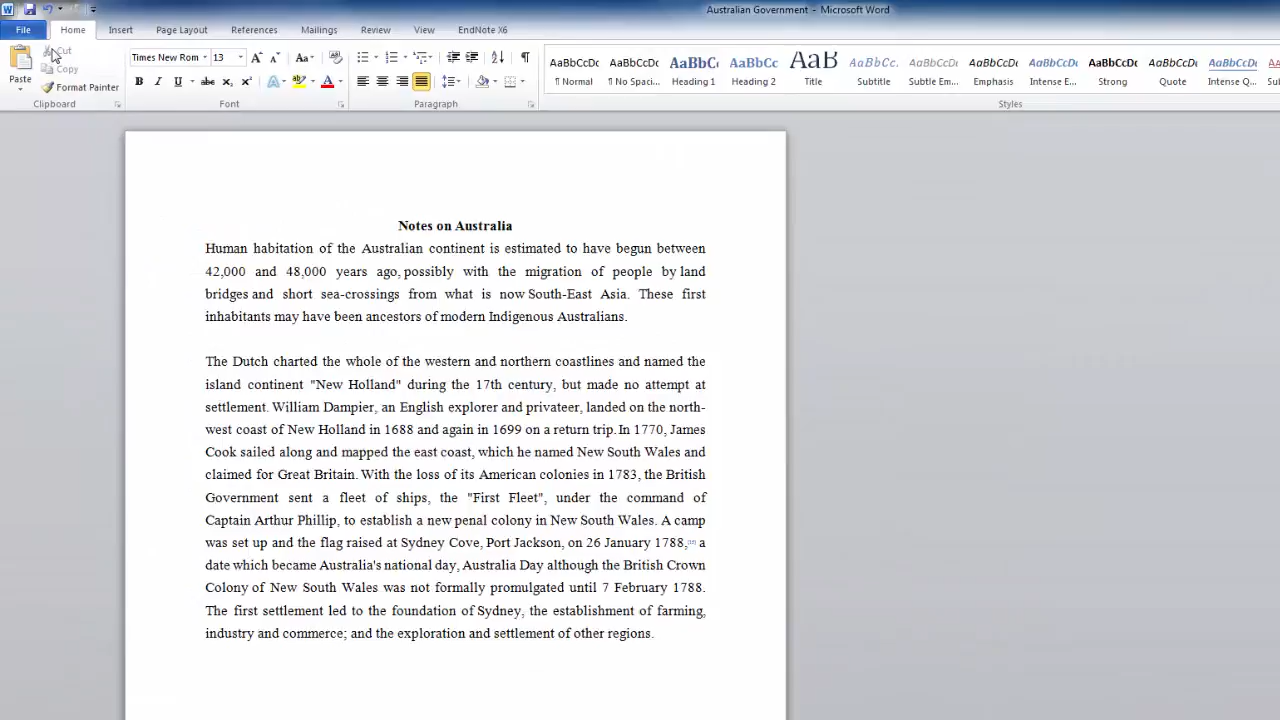 Australian Government - Microsoft Word
File Home Insert Page Layout References Mailings Review View EndNote X6
Paste Cut Copy Format Painter
Times New Rom 13
AaBbCcDc AaBbCcDc AaBbC AaBbCc AaB AaBbCc. AaBbCcDc AaBbCcDc AaBbCcDc AaBbCcDc AaBbCcDc AaBbCcDc
¶ Normal ¶ No Spaci... Heading 1 Heading 2 Title Subtitle Subtle Em... Emphasis Intense E... Strong Quote Intense Q...
Clipboard Font Paragraph Styles
Notes on Australia
Human habitation of the Australian continent is estimated to have begun between
42,000 and 48,000 years ago, possibly with the migration of people by land
bridges and short sea-crossings from what is now South-East Asia. These first
inhabitants may have been ancestors of modern Indigenous Australians.
The Dutch charted the whole of the western and northern coastlines and named the
island continent "New Holland" during the 17th century, but made no attempt at
settlement. William Dampier, an English explorer and privateer, landed on the north-
west coast of New Holland in 1688 and again in 1699 on a return trip. In 1770, James
Cook sailed along and mapped the east coast, which he named New South Wales and
claimed for Great Britain. With the loss of its American colonies in 1783, the British
Government sent a fleet of ships, the "First Fleet", under the command of
Captain Arthur Phillip, to establish a new penal colony in New South Wales. A camp
was set up and the flag raised at Sydney Cove, Port Jackson, on 26 January 1788, a
date which became Australia's national day, Australia Day although the British Crown
Colony of New South Wales was not formally promulgated until 7 February 1788.
The first settlement led to the foundation of Sydney, the establishment of farming,
industry and commerce; and the exploration and settlement of other regions.